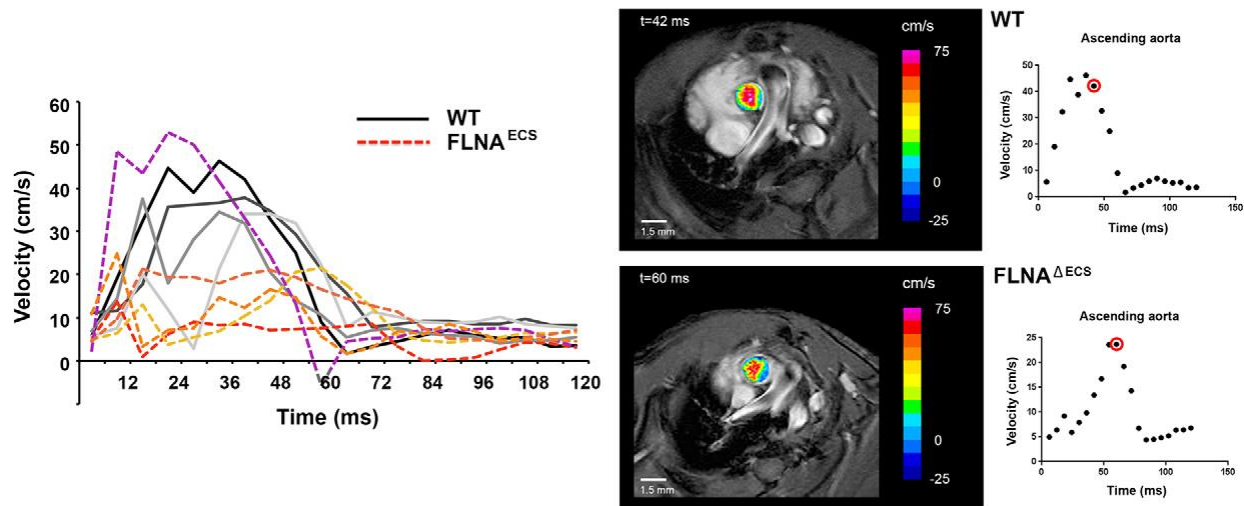 60
50
40
30
20
10
0
Velocity (cm/s)
WT
FLNA ECS
12 24 36 48 60 72 84 96 108 120
Time (ms)
t=42 ms
cm/s
75
0
-25
1.5 mm
WT
Ascending aorta
50
40
30
20
10
0
Velocity (cm/s)
0 50 100 150
Time (ms)
t=60 ms
cm/s
75
0
-25
1.5 mm
FLNA Δ ECS
Ascending aorta
25
20
15
10
5
0
Velocity (cm/s)
0 50 100 150
Time (ms)